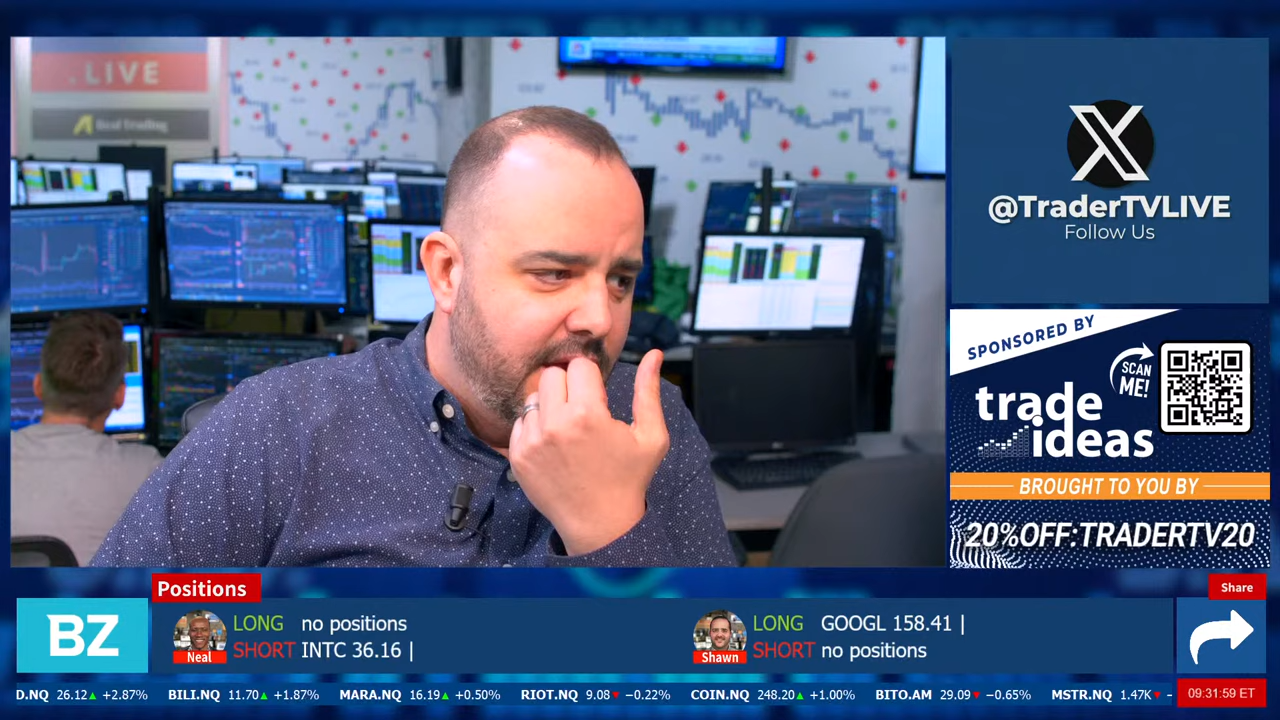 .LIVE
Real Trading
X
@TraderTVLIVE
Follow Us
SPONSORED BY
SCAN
ME!
trade
ideas
BROUGHT TO YOU BY
20%OFF:TRADERTV20
Positions
Share
BZ
Neal
LONG no positions
SHORT INTC 36.16 |
Shawn
LONG GOOGL 158.41 |
SHORT no positions
D.NQ 26.12▲ +2.87% BILI.NQ 11.70▲ +1.87% MARA.NQ 16.19▲ +0.50% RIOT.NQ 9.08▼ −0.22% COIN.NQ 248.20▲ +1.00% BITO.AM 29.09▼ −0.65% MSTR.NQ 1.47K▼ −
09:31:59 ET